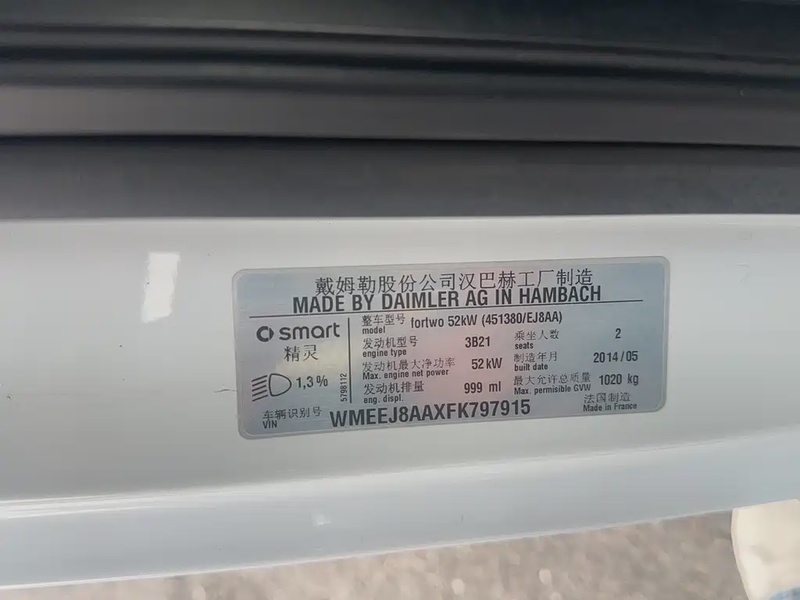 戴姆勒股份公司汉巴赫工厂制造
MADE BY DAIMLER AG IN HAMBACH
smart
精灵
1,3%
5798112
整车型号 fortwo 52kW (451380/EJ8AA)
model
发动机型号 3B21 乘坐人数 2
engine type seats
发动机最大净功率 52 kW 制造年月 2014/05
Max. engine net power built date
发动机排量 999 ml 最大允许总质量 1020 kg
eng. displ. Max. permissible GVW
车辆识别号 WMEEJ8AAXFK797915 法国制造
VIN Made in France